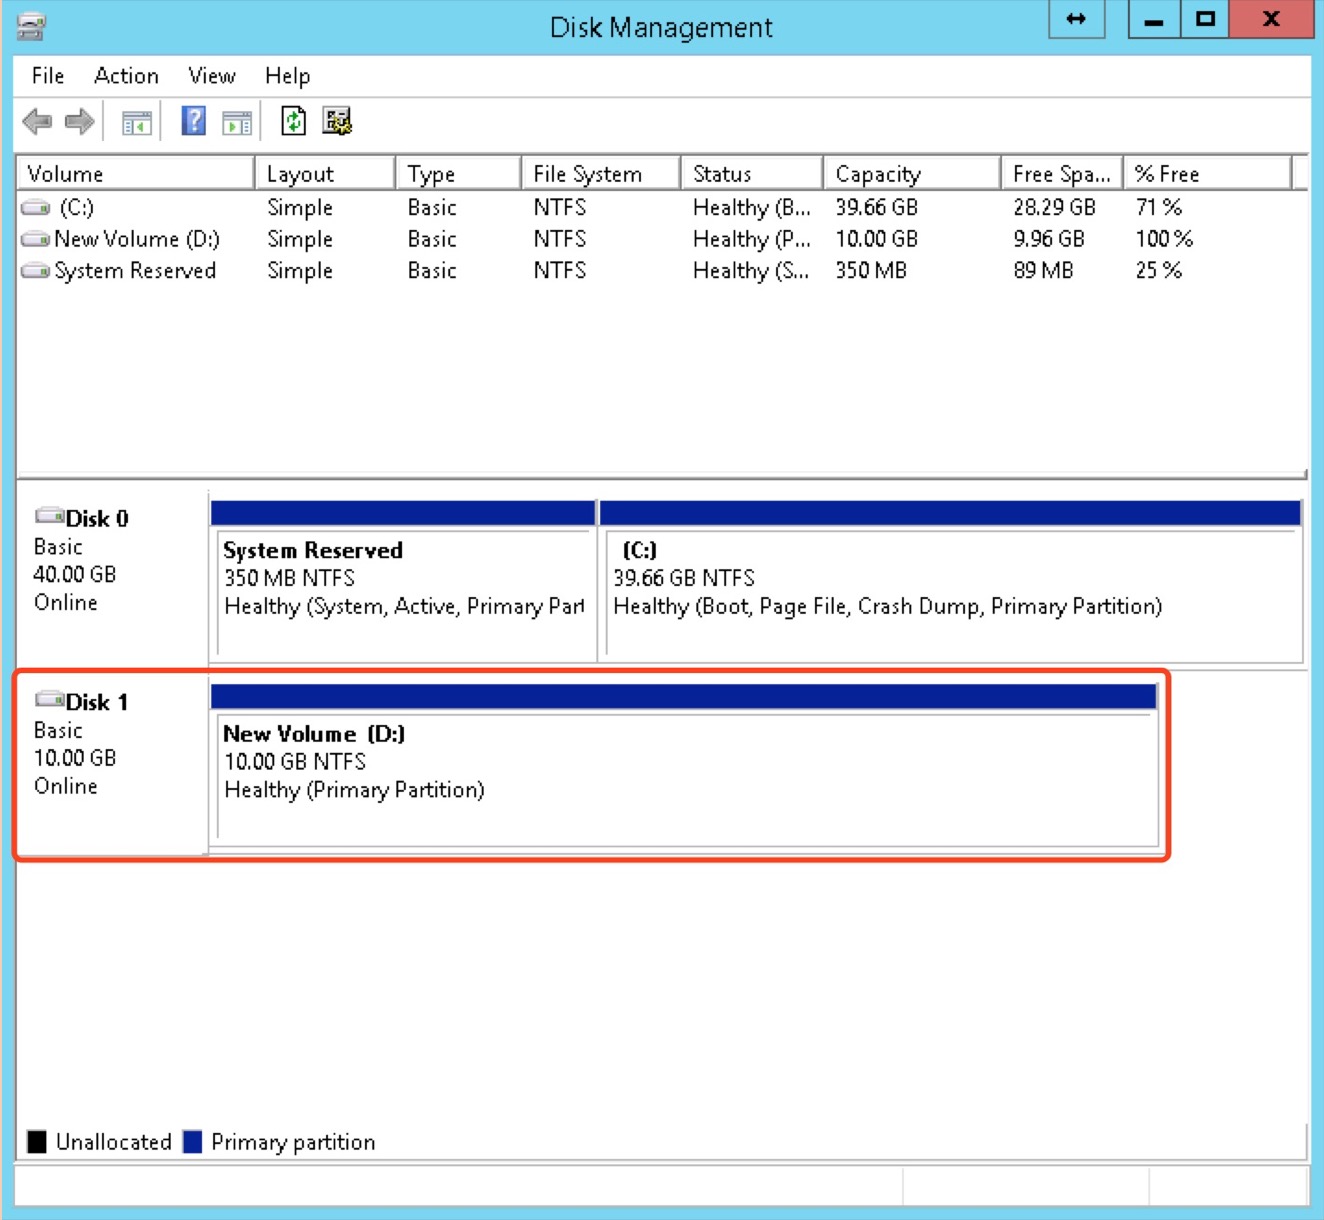 Disk Management
File Action View Help
Volume Layout Type File System Status Capacity Free Spa... % Free
(C:) Simple Basic NTFS Healthy (B... 39.66 GB 28.29 GB 71 %
New Volume (D:) Simple Basic NTFS Healthy (P... 10.00 GB 9.96 GB 100 %
System Reserved Simple Basic NTFS Healthy (S... 350 MB 89 MB 25 %
Disk 0
Basic
40.00 GB
Online
System Reserved
350 MB NTFS
Healthy (System, Active, Primary Part
(C:)
39.66 GB NTFS
Healthy (Boot, Page File, Crash Dump, Primary Partition)
Disk 1
Basic
10.00 GB
Online
New Volume (D:)
10.00 GB NTFS
Healthy (Primary Partition)
Unallocated Primary partition